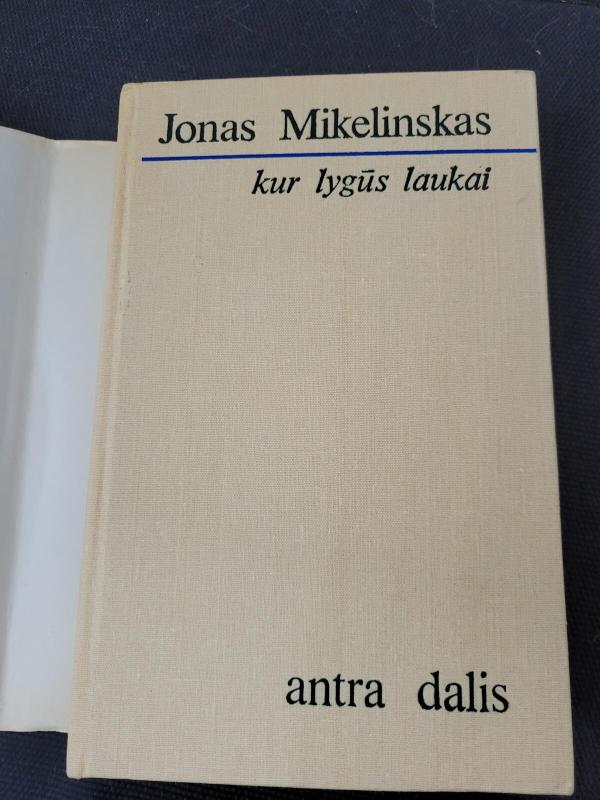 Jonas Mikelinskas
kur lygūs laukai
antra dalis